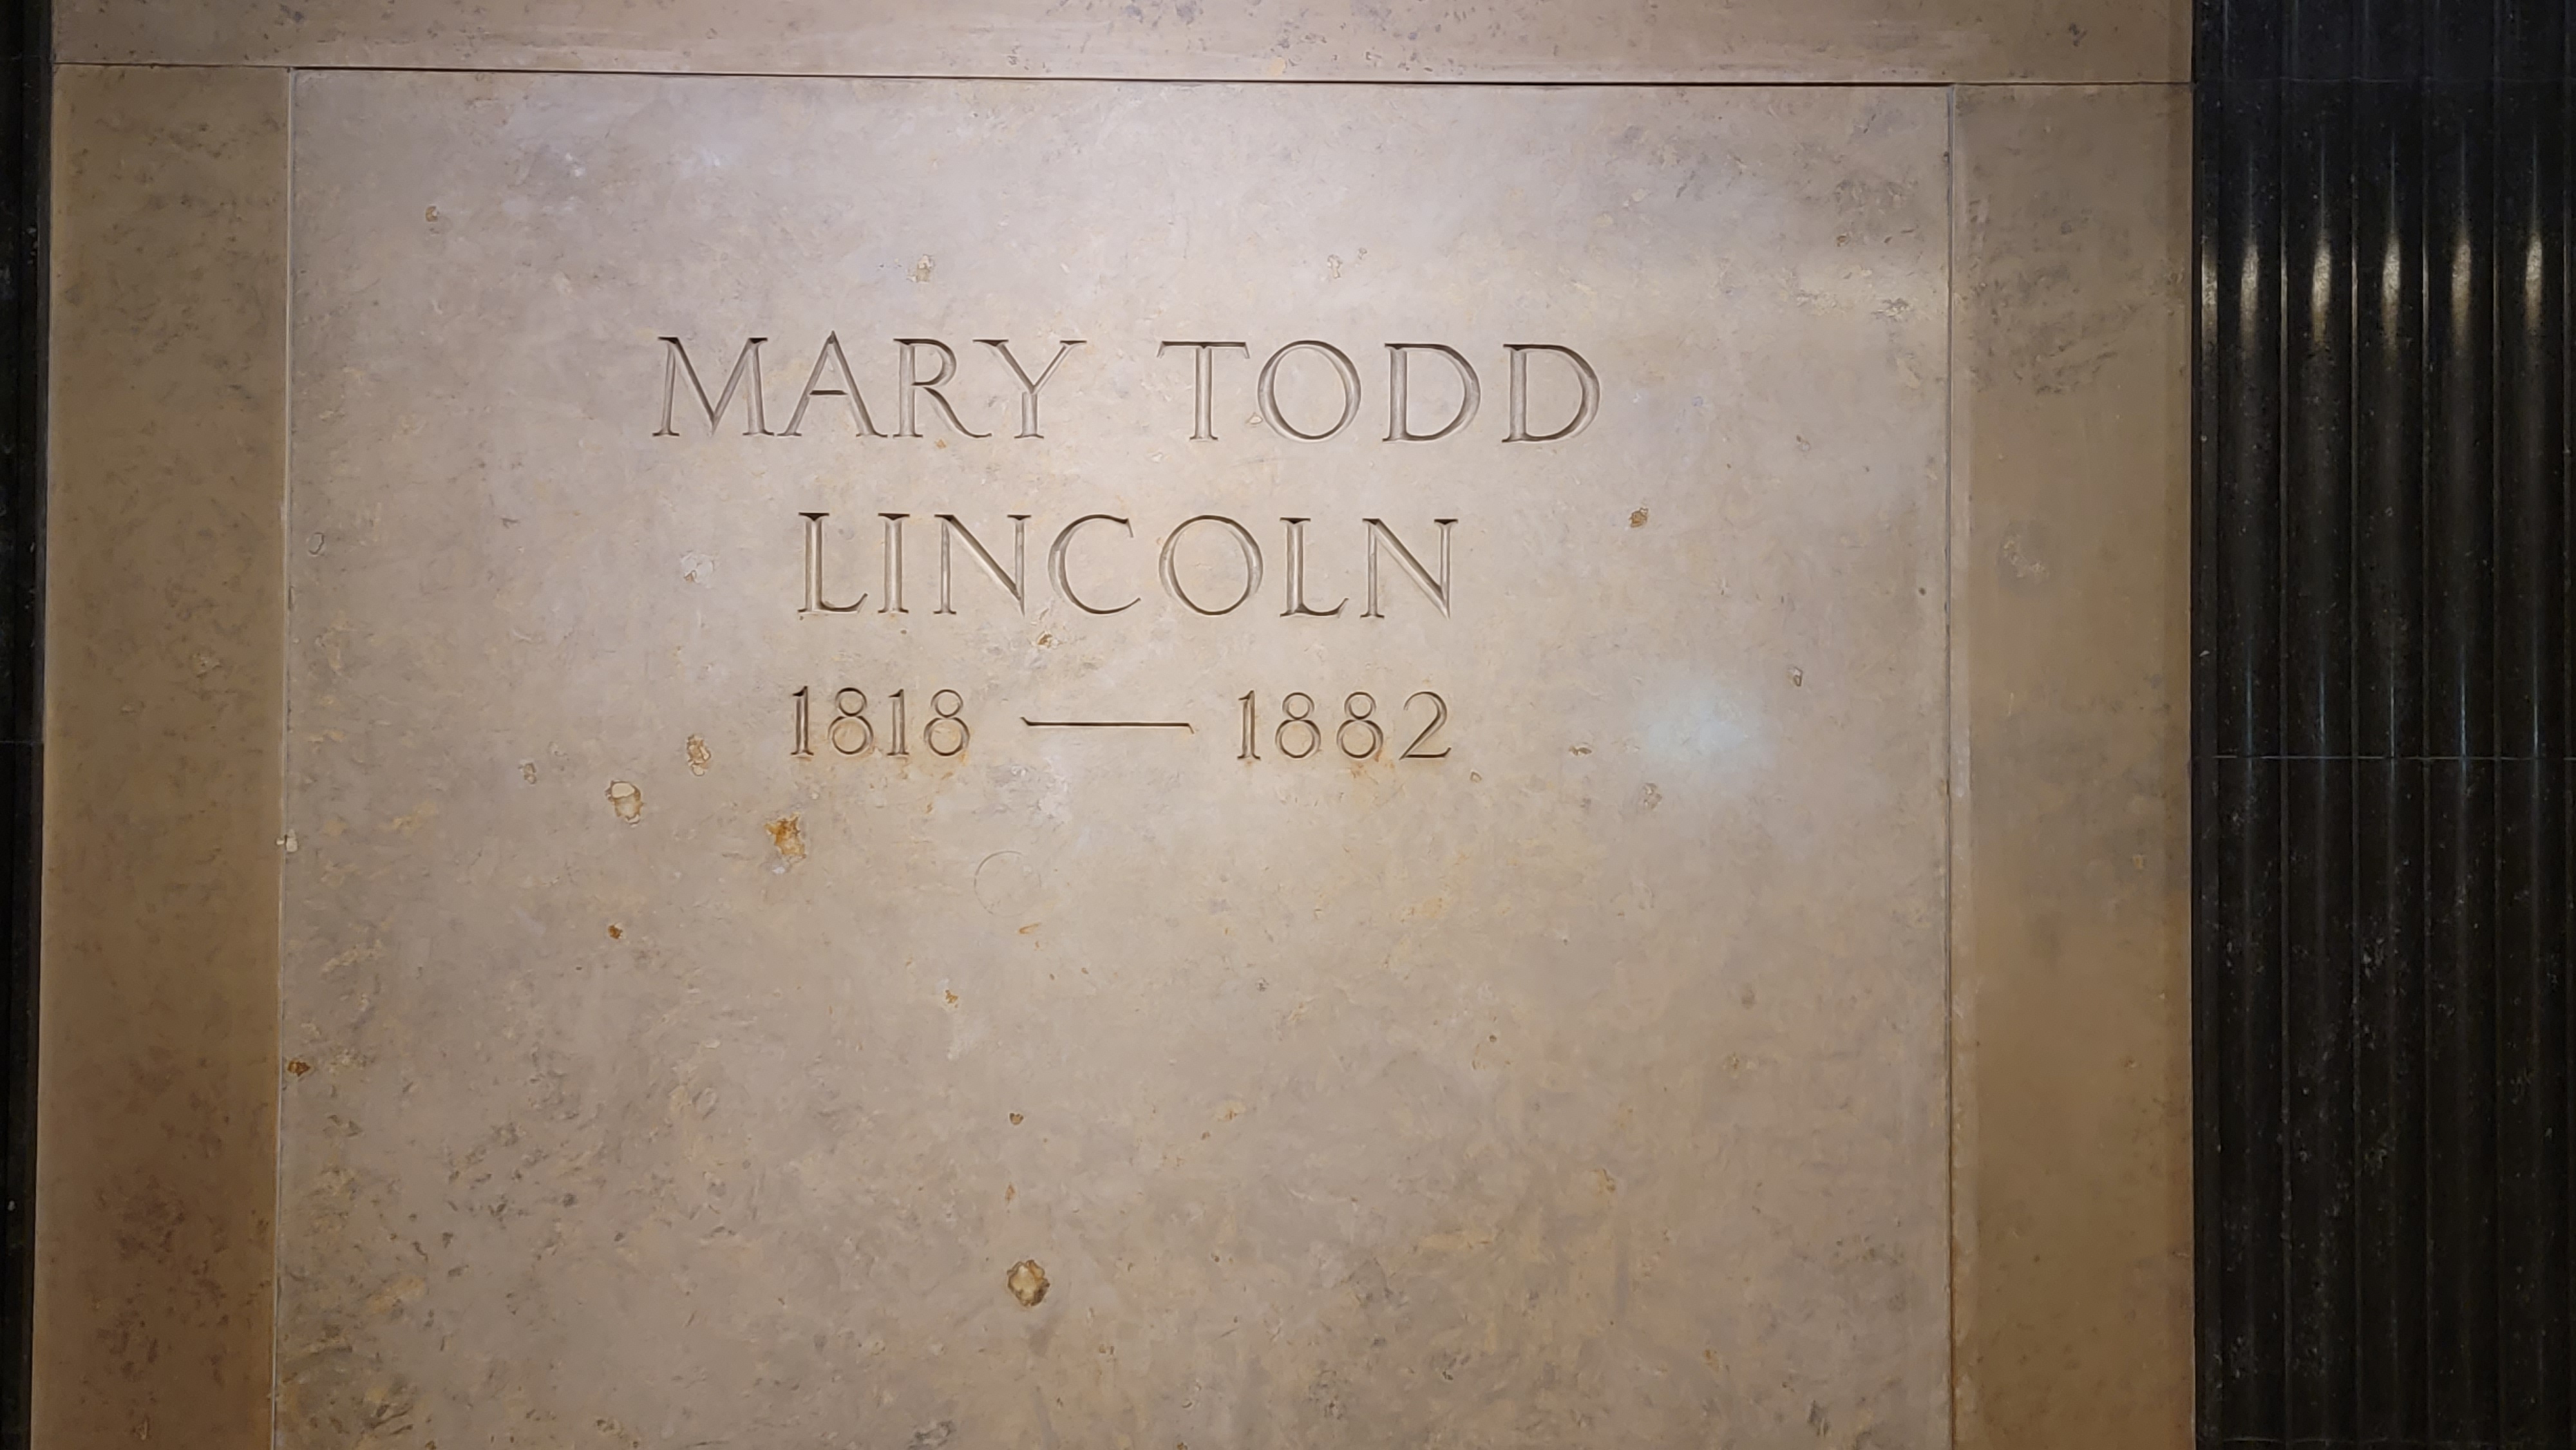 MARY TODD
LINCOLN
1818 — 1882